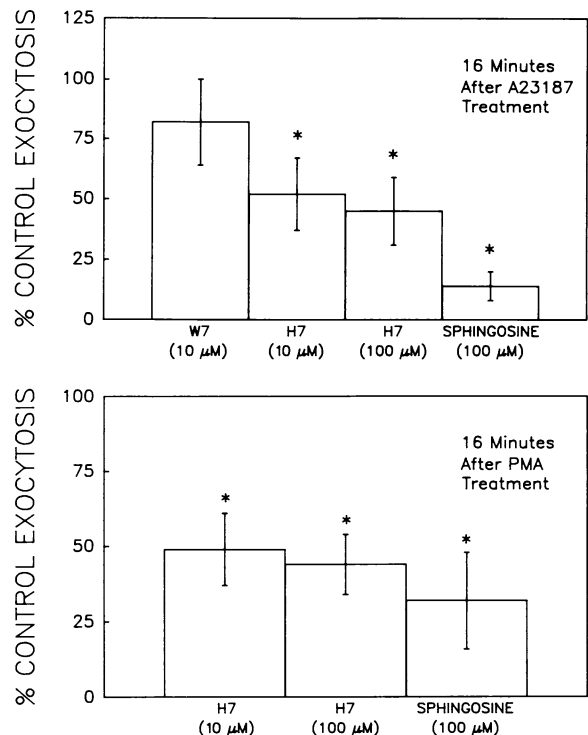 % CONTROL EXOCYTOSIS
125
100
75
50
25
0
16 Minutes
After A23187
Treatment
*
*
*
W7
(10 μM)
H7
(10 μM)
H7
(100 μM)
SPHINGOSINE
(100 μM)
% CONTROL EXOCYTOSIS
100
75
50
25
0
16 Minutes
After PMA
Treatment
*
*
*
H7
(10 μM)
H7
(100 μM)
SPHINGOSINE
(100 μM)